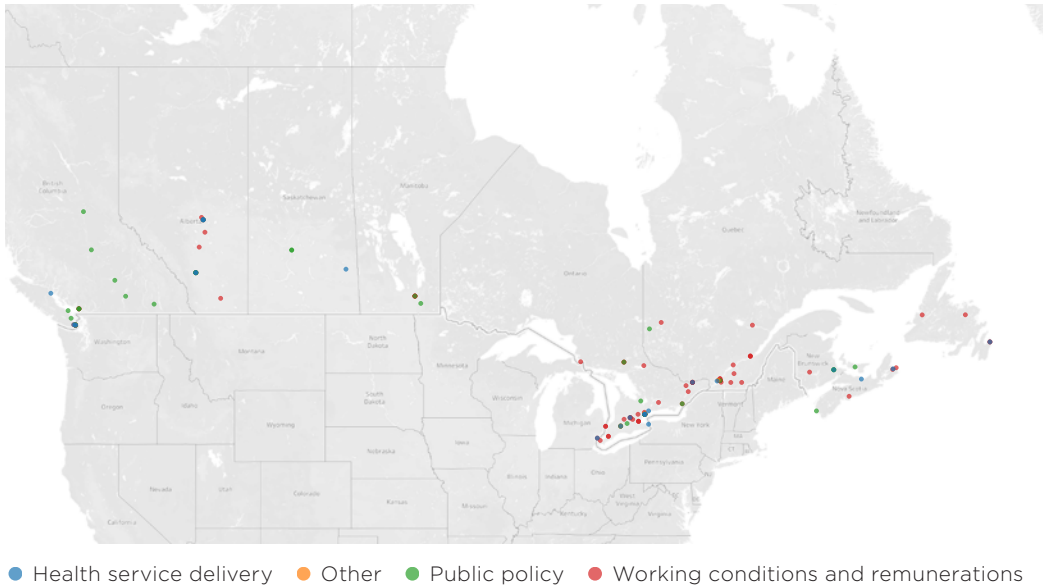 British
Columbia
Alberta
Saskatchewan
Manitoba
Ontario
Quebec
Newfoundland
and Labrador
New
Brunswick
Nova Scotia
Washington
Montana
North
Dakota
Minnesota
Maine
Oregon
Idaho
Wyoming
South
Dakota
Wisconsin
Michigan
Vermont
New York
Nevada
Utah
Colorado
Nebraska
Iowa
Illinois
Indiana
Ohio
Pennsylvania
CT
California
Kansas
Missouri
Kentucky
West
Virginia
Virginia
Health service delivery Other Public policy Working conditions and remunerations